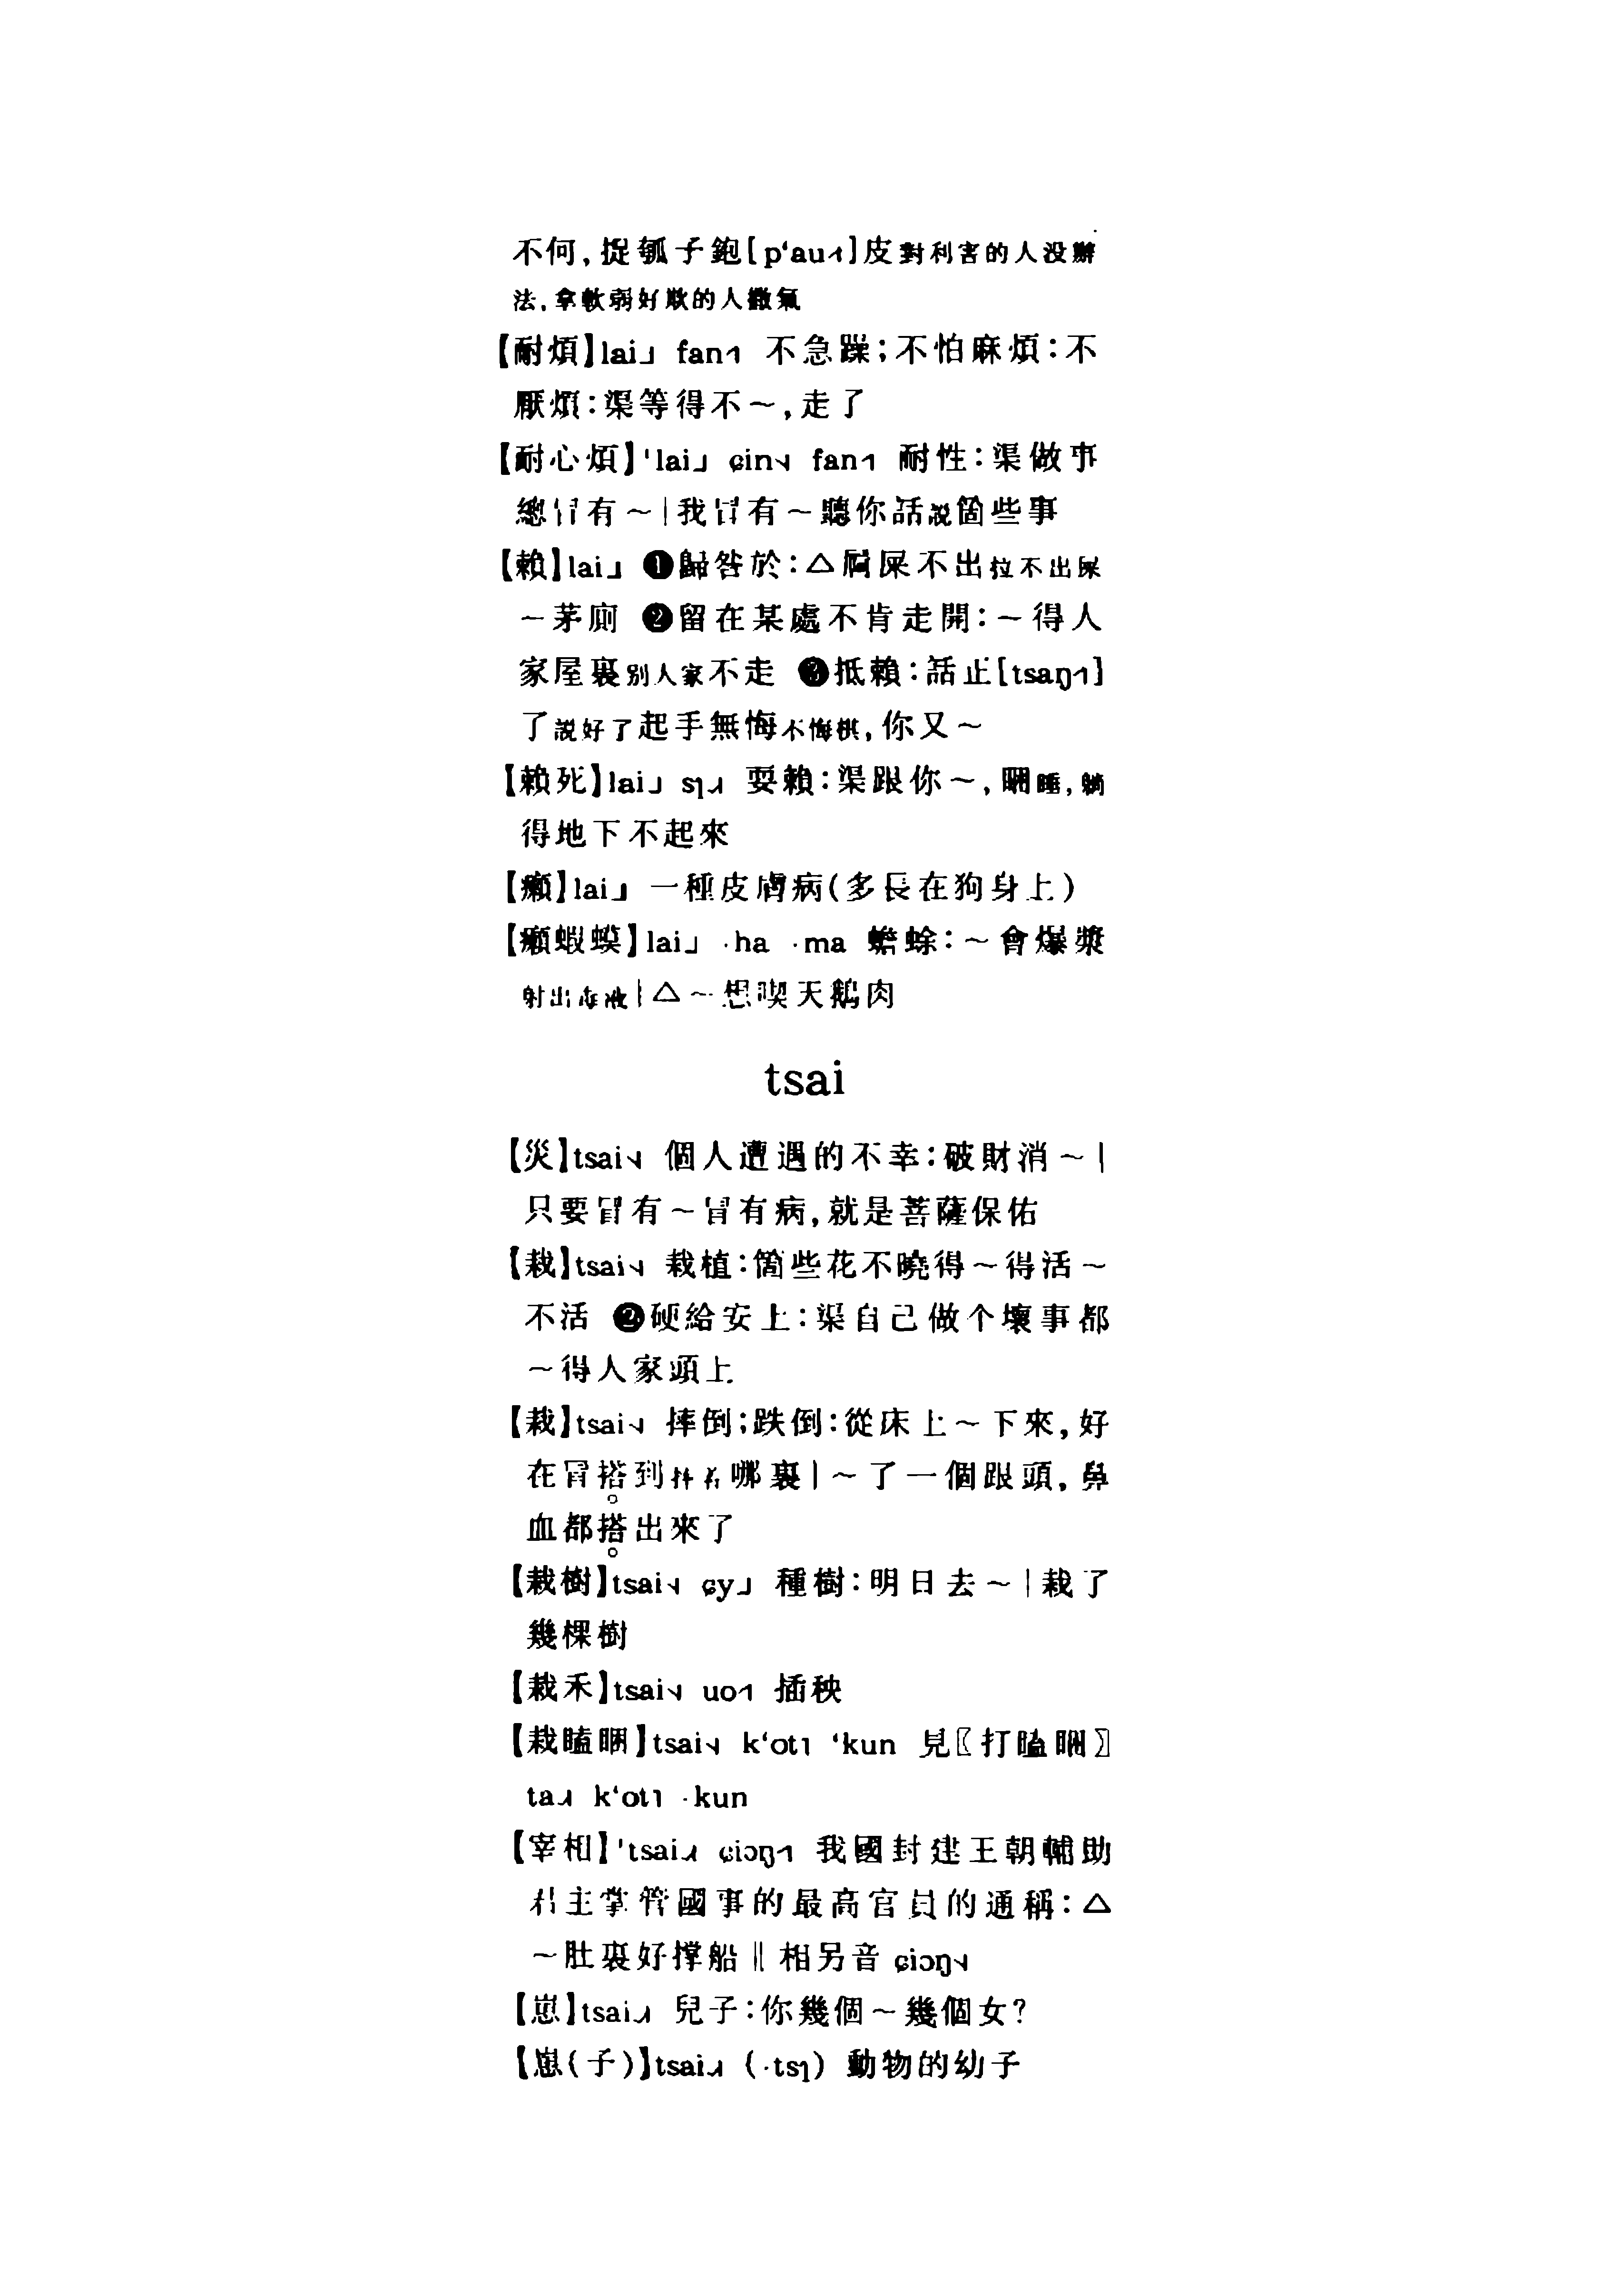 不何，捉瓠子鉋[pʻau˧˥]皮對利害的人没辦
法，拿軟弱好欺的人撒氣
【耐煩】lai˩ fan˧˥ 不急躁；不怕麻煩：不
厭煩：渠等得不～，走了
【耐心煩】ˈlai˩ ɕin˨˧ fan˧˥ 耐性：渠做事
總冒有～｜我冒有～聽你話説箇些事
【賴】lai˩ ❶歸咎於：△屙屎不出拉不出屎
～茅廁 ❷留在某處不肯走開：～得人
家屋裏别人家不走 ❸抵賴：話正[tsaŋ˧˥]
了説好了起手無悔不悔棋，你又～
【賴死】lai˩ sɿ˨˩˧ 耍賴：渠跟你～，睏睡，躺
得地下不起來
【癩】lai˩ 一種皮膚病(多長在狗身上)
【癩蝦蟆】lai˩ ·ha ·ma 蟾蜍：～會爆漿
射出毒液｜△～想喫天鵝肉
tsai
【災】tsai˨˧ 個人遭遇的不幸：破財消～｜
只要冒有～冒有病，就是菩薩保佑
【栽】tsai˨˧ 栽植：箇些花不曉得～得活～
不活 ❷硬給安上：渠自己做个壞事都
～得人家頭上
【栽】tsai˨˧ 摔倒；跌倒：從床上～下來，好
在冒搭到摔着哪裏｜～了一個跟頭，鼻
血都搭出來了
【栽樹】tsai˨˧ ɕy˩ 種樹：明日去～｜栽了
幾棵樹
【栽禾】tsai˨˧ uo˧˥ 插秧
【栽瞌睏】tsai˨˧ kʻot˥ ʻkun 見〖打瞌睏〗
ta˨˩˧ kʻot˥ ·kun
【宰相】ˈtsai˨˩˧ ɕiɔŋ˧˥ 我國封建王朝輔助
君主掌管國事的最高官員的通稱：△
～肚裏好撑船‖相另音 ɕiɔŋ˨˧
【崽】tsai˨˩˧ 兒子：你幾個～幾個女？
【崽(子)】tsai˨˩˧ (·tsɿ) 動物的幼子